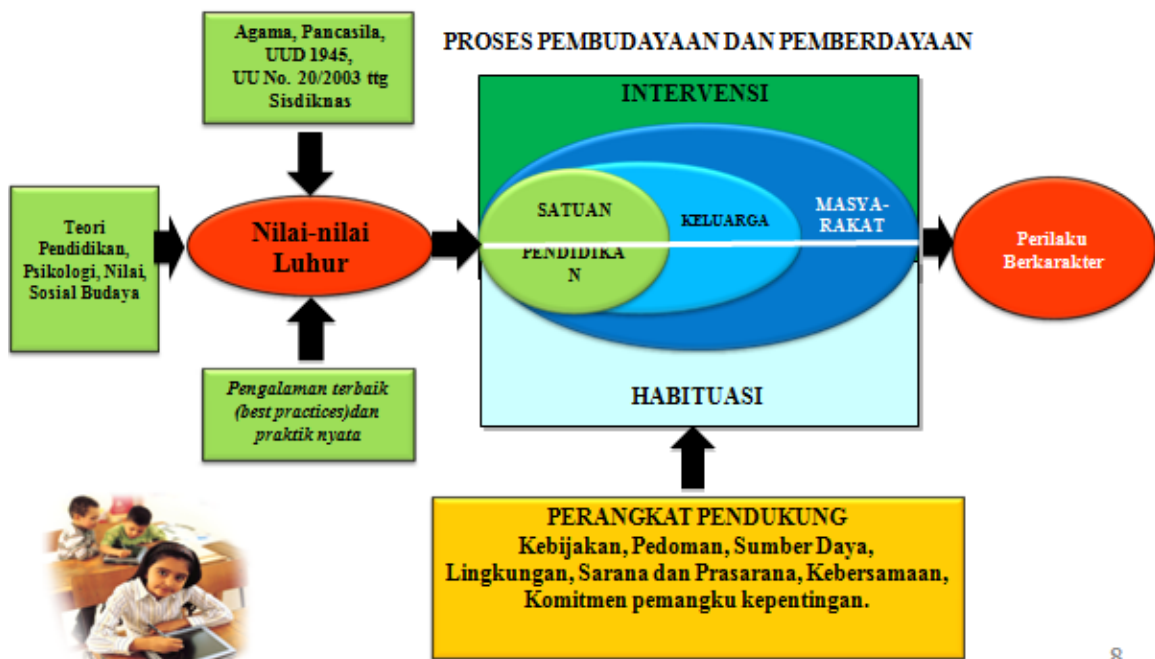 Agama, Pancasila,
UUD 1945,
UU No. 20/2003 ttg
Sisdiknas
PROSES PEMBUDAYAAN DAN PEMBERDAYAAN
INTERVENSI
Teori
Pendidikan,
Psikologi, Nilai,
Sosial Budaya
Nilai-nilai
Luhur
SATUAN
PENDIDIKA
N
KELUARGA
MASYA-
RAKAT
Perilaku
Berkarakter
Pengalaman terbaik
(best practices)dan
praktik nyata
HABITUASI
PERANGKAT PENDUKUNG
Kebijakan, Pedoman, Sumber Daya,
Lingkungan, Sarana dan Prasarana, Kebersamaan,
Komitmen pemangku kepentingan.
8